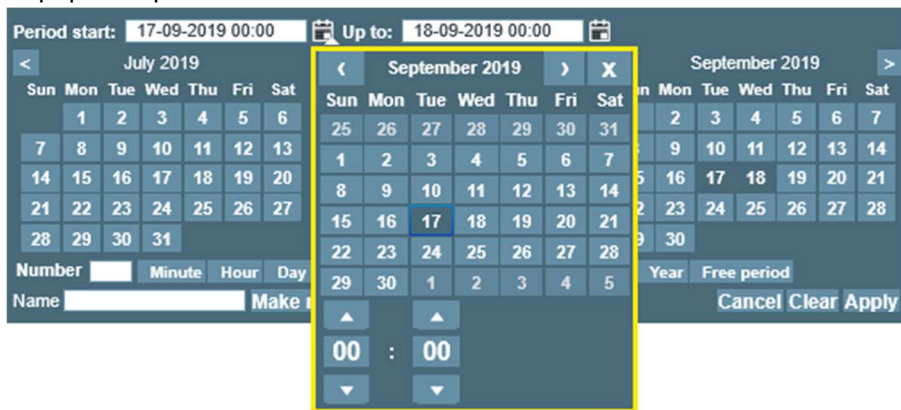 Period start: 17-09-2019 00:00 Up to: 18-09-2019 00:00
< July 2019
Sun Mon Tue Wed Thu Fri Sat
1 2 3 4 5 6
7 8 9 10 11 12 13
14 15 16 17 18 19 20
21 22 23 24 25 26 27
28 29 30 31
Number Minute Hour Day
Name Make
‹ September 2019 › X
Sun Mon Tue Wed Thu Fri Sat
25 26 27 28 29 30 31
1 2 3 4 5 6 7
8 9 10 11 12 13 14
15 16 17 18 19 20 21
22 23 24 25 26 27 28
29 30 1 2 3 4 5
00 : 00
September 2019 >
Mon Tue Wed Thu Fri Sat
2 3 4 5 6 7
9 10 11 12 13 14
16 17 18 19 20 21
23 24 25 26 27 28
30
Year Free period
Cancel Clear Apply